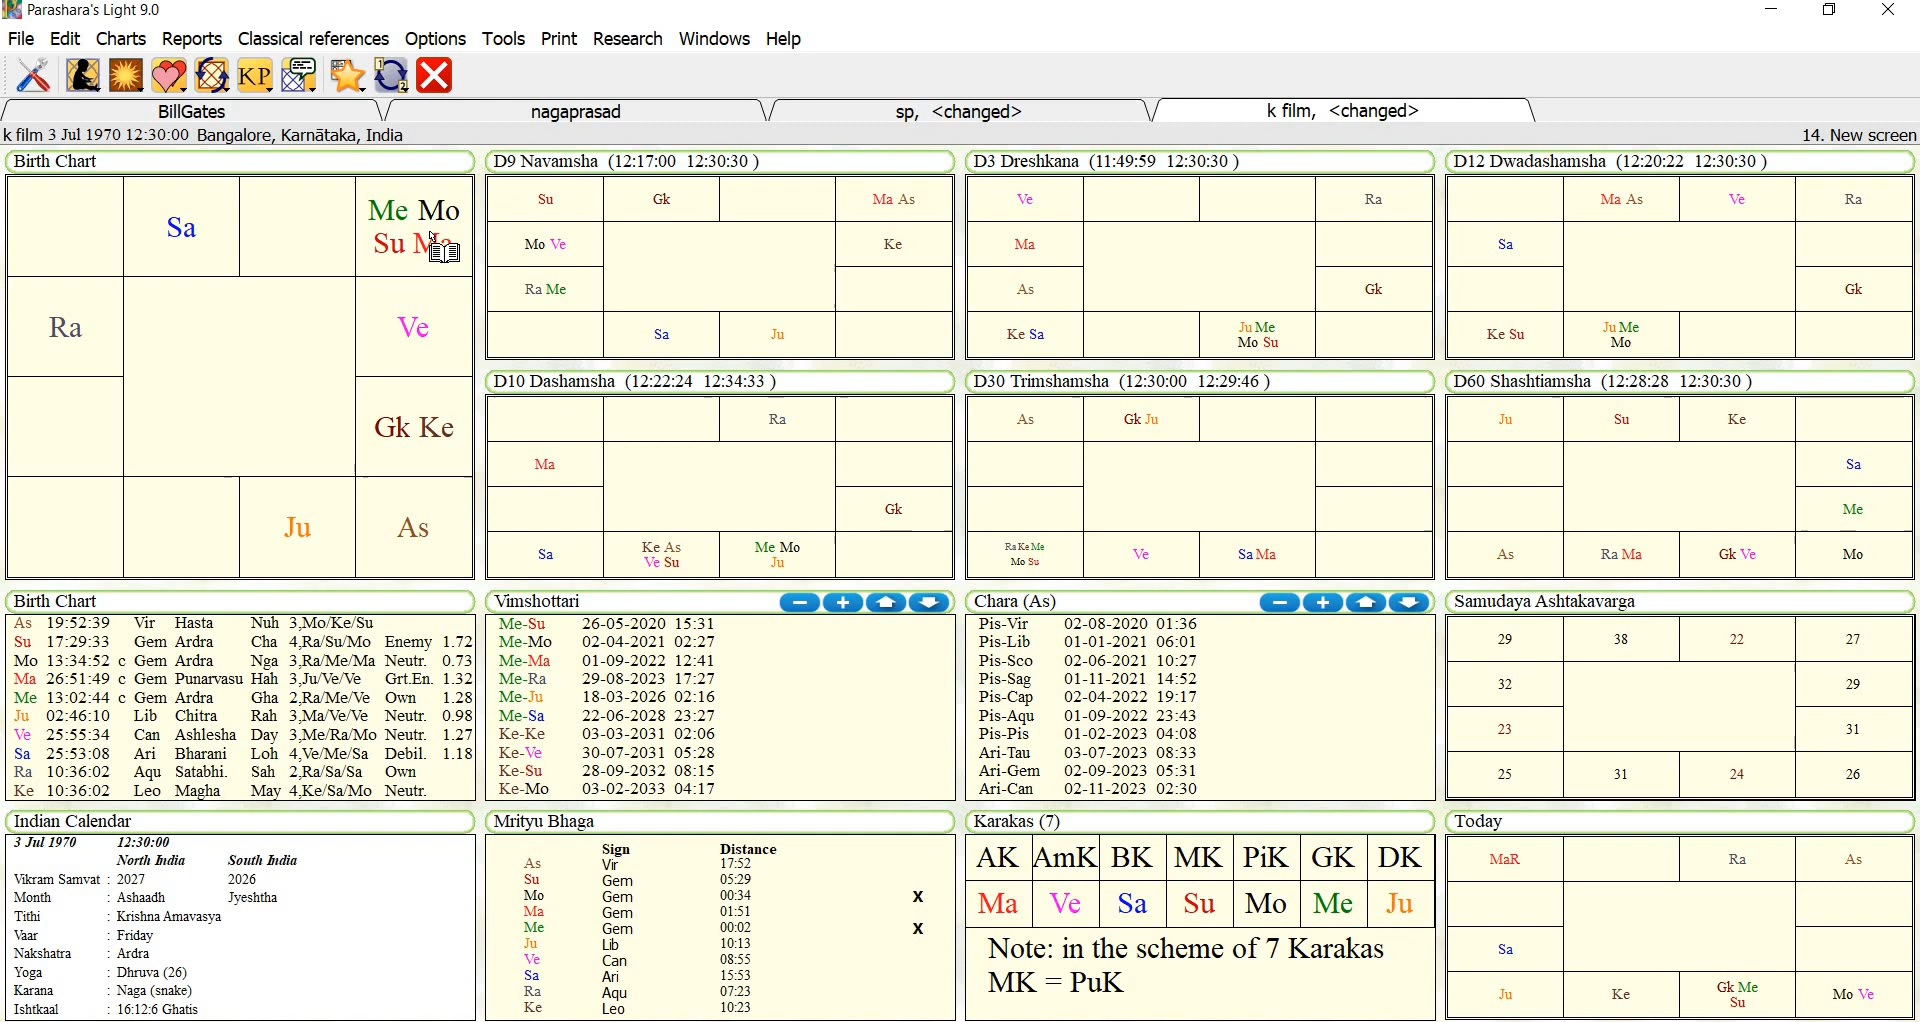 Parashara's Light 9.0
File Edit Charts Reports Classical references Options Tools Print Research Windows Help
KP
BillGates nagaprasad sp, <changed> k film, <changed>
k film 3 Jul 1970 12:30:00 Bangalore, Karnātaka, India 14. New screen
Birth Chart
Sa
Me Mo
Su Ma
Ra
Ve
Gk Ke
Ju
As
D9 Navamsha (12:17:00 12:30:30 )
Su Gk Ma As
Mo Ve Ke
Ra Me
Sa Ju
D3 Dreshkana (11:49:59 12:30:30 )
Ve Ra
Ma
As Gk
Ke Sa Ju Me
Mo Su
D12 Dwadashamsha (12:20:22 12:30:30 )
Ma As Ve Ra
Sa
Gk
Ke Su Ju Me
Mo
D10 Dashamsha (12:22:24 12:34:33 )
Ra
Ma
Gk
Sa Ke As Me Mo
Ve Su Ju
D30 Trimshamsha (12:30:00 12:29:46 )
As Gk Ju
Ra Ke Me Ve Sa Ma
Mo Su
D60 Shashtiamsha (12:28:28 12:30:30 )
Ju Su Ke
Sa
Me
As Ra Ma Gk Ve Mo
Birth Chart
As 19:52:39 Vir Hasta Nuh 3,Mo/Ke/Su
Su 17:29:33 Gem Ardra Cha 4,Ra/Su/Mo Enemy 1.72
Mo 13:34:52 c Gem Ardra Nga 3,Ra/Me/Ma Neutr. 0.73
Ma 26:51:49 c Gem Punarvasu Hah 3,Ju/Ve/Ve Grt.En. 1.32
Me 13:02:44 c Gem Ardra Gha 2,Ra/Me/Ve Own 1.28
Ju 02:46:10 Lib Chitra Rah 3,Ma/Ve/Ve Neutr. 0.98
Ve 25:55:34 Can Ashlesha Day 3,Me/Ra/Mo Neutr. 1.27
Sa 25:53:08 Ari Bharani Loh 4,Ve/Me/Sa Debil. 1.18
Ra 10:36:02 Aqu Satabhi. Sah 2,Ra/Sa/Sa Own
Ke 10:36:02 Leo Magha May 4,Ke/Sa/Mo Neutr.
Vimshottari
Me-Su 26-05-2020 15:31
Me-Mo 02-04-2021 02:27
Me-Ma 01-09-2022 12:41
Me-Ra 29-08-2023 17:27
Me-Ju 18-03-2026 02:16
Me-Sa 22-06-2028 23:27
Ke-Ke 03-03-2031 02:06
Ke-Ve 30-07-2031 05:28
Ke-Su 28-09-2032 08:15
Ke-Mo 03-02-2033 04:17
Chara (As)
Pis-Vir 02-08-2020 01:36
Pis-Lib 01-01-2021 06:01
Pis-Sco 02-06-2021 10:27
Pis-Sag 01-11-2021 14:52
Pis-Cap 02-04-2022 19:17
Pis-Aqu 01-09-2022 23:43
Pis-Pis 01-02-2023 04:08
Ari-Tau 03-07-2023 08:33
Ari-Gem 02-09-2023 05:31
Ari-Can 02-11-2023 02:30
Samudaya Ashtakavarga
29 38 22 27
32 29
23 31
25 31 24 26
Indian Calendar
3 Jul 1970 12:30:00
North India South India
Vikram Samvat : 2027 2026
Month : Ashaadh Jyeshtha
Tithi : Krishna Amavasya
Vaar : Friday
Nakshatra : Ardra
Yoga : Dhruva (26)
Karana : Naga (snake)
Ishtkaal : 16:12:6 Ghatis
Mrityu Bhaga
Sign Distance
As Vir 17:52
Su Gem 05:29
Mo Gem 00:34 X
Ma Gem 01:51
Me Gem 00:02 X
Ju Lib 10:13
Ve Can 08:55
Sa Ari 15:53
Ra Aqu 07:23
Ke Leo 10:23
Karakas (7)
AK AmK BK MK PiK GK DK
Ma Ve Sa Su Mo Me Ju
Note: in the scheme of 7 Karakas
MK = PuK
Today
MaR Ra As
Sa
Ju Ke Gk Me Mo Ve
Su